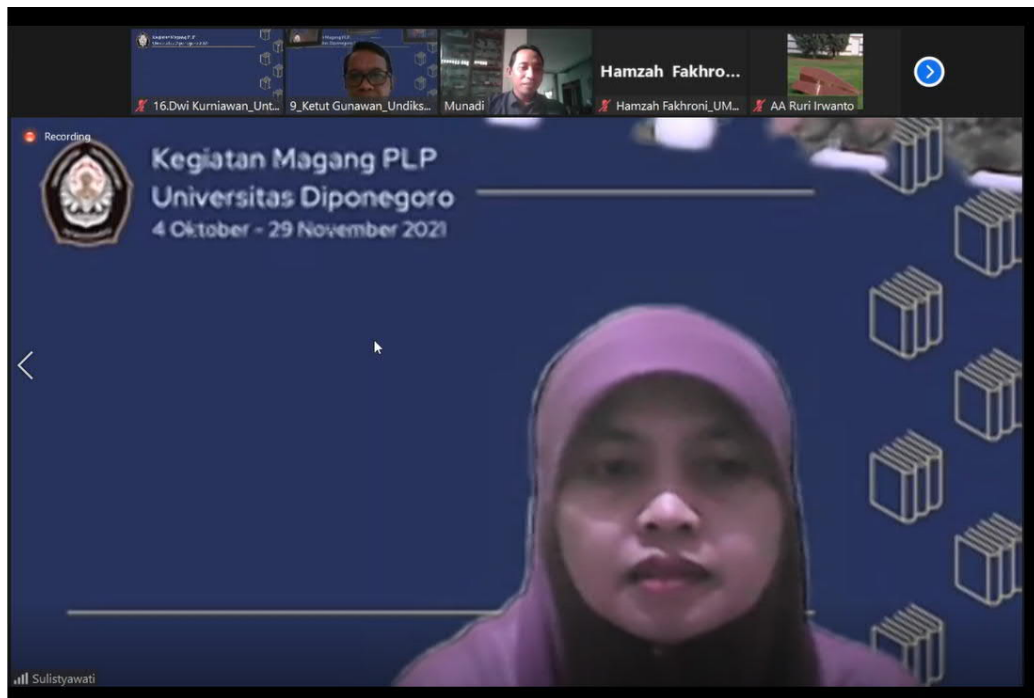 16.Dwi Kurniawan_Unt...
9_Ketut Gunawan_Undiks...
Munadi
Hamzah Fakhro...
Hamzah Fakhroni_UM...
AA Ruri Irwanto
Recording
Kegiatan Magang PLP
Universitas Diponegoro
4 Oktober - 29 November 2021
Sulistyawati